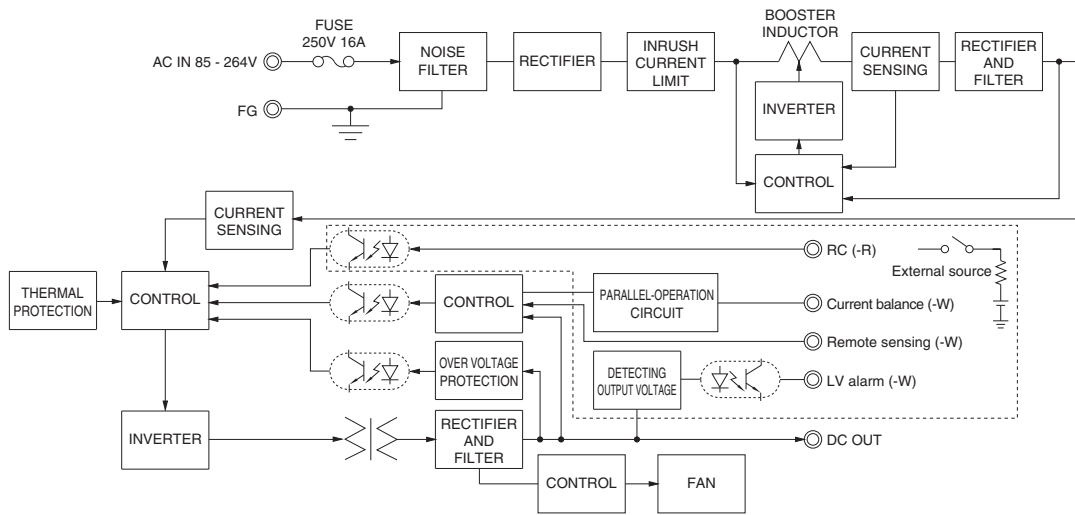 FUSE
250V 16A
AC IN 85 - 264V
FG
NOISE
FILTER
RECTIFIER
INRUSH
CURRENT
LIMIT
BOOSTER
INDUCTOR
INVERTER
CONTROL
CURRENT
SENSING
RECTIFIER
AND
FILTER
CURRENT
SENSING
THERMAL
PROTECTION
CONTROL
INVERTER
CONTROL
OVER VOLTAGE
PROTECTION
RECTIFIER
AND
FILTER
PARALLEL-OPERATION
CIRCUIT
DETECTING
OUTPUT VOLTAGE
RC (-R)
External source
Current balance (-W)
Remote sensing (-W)
LV alarm (-W)
DC OUT
CONTROL
FAN